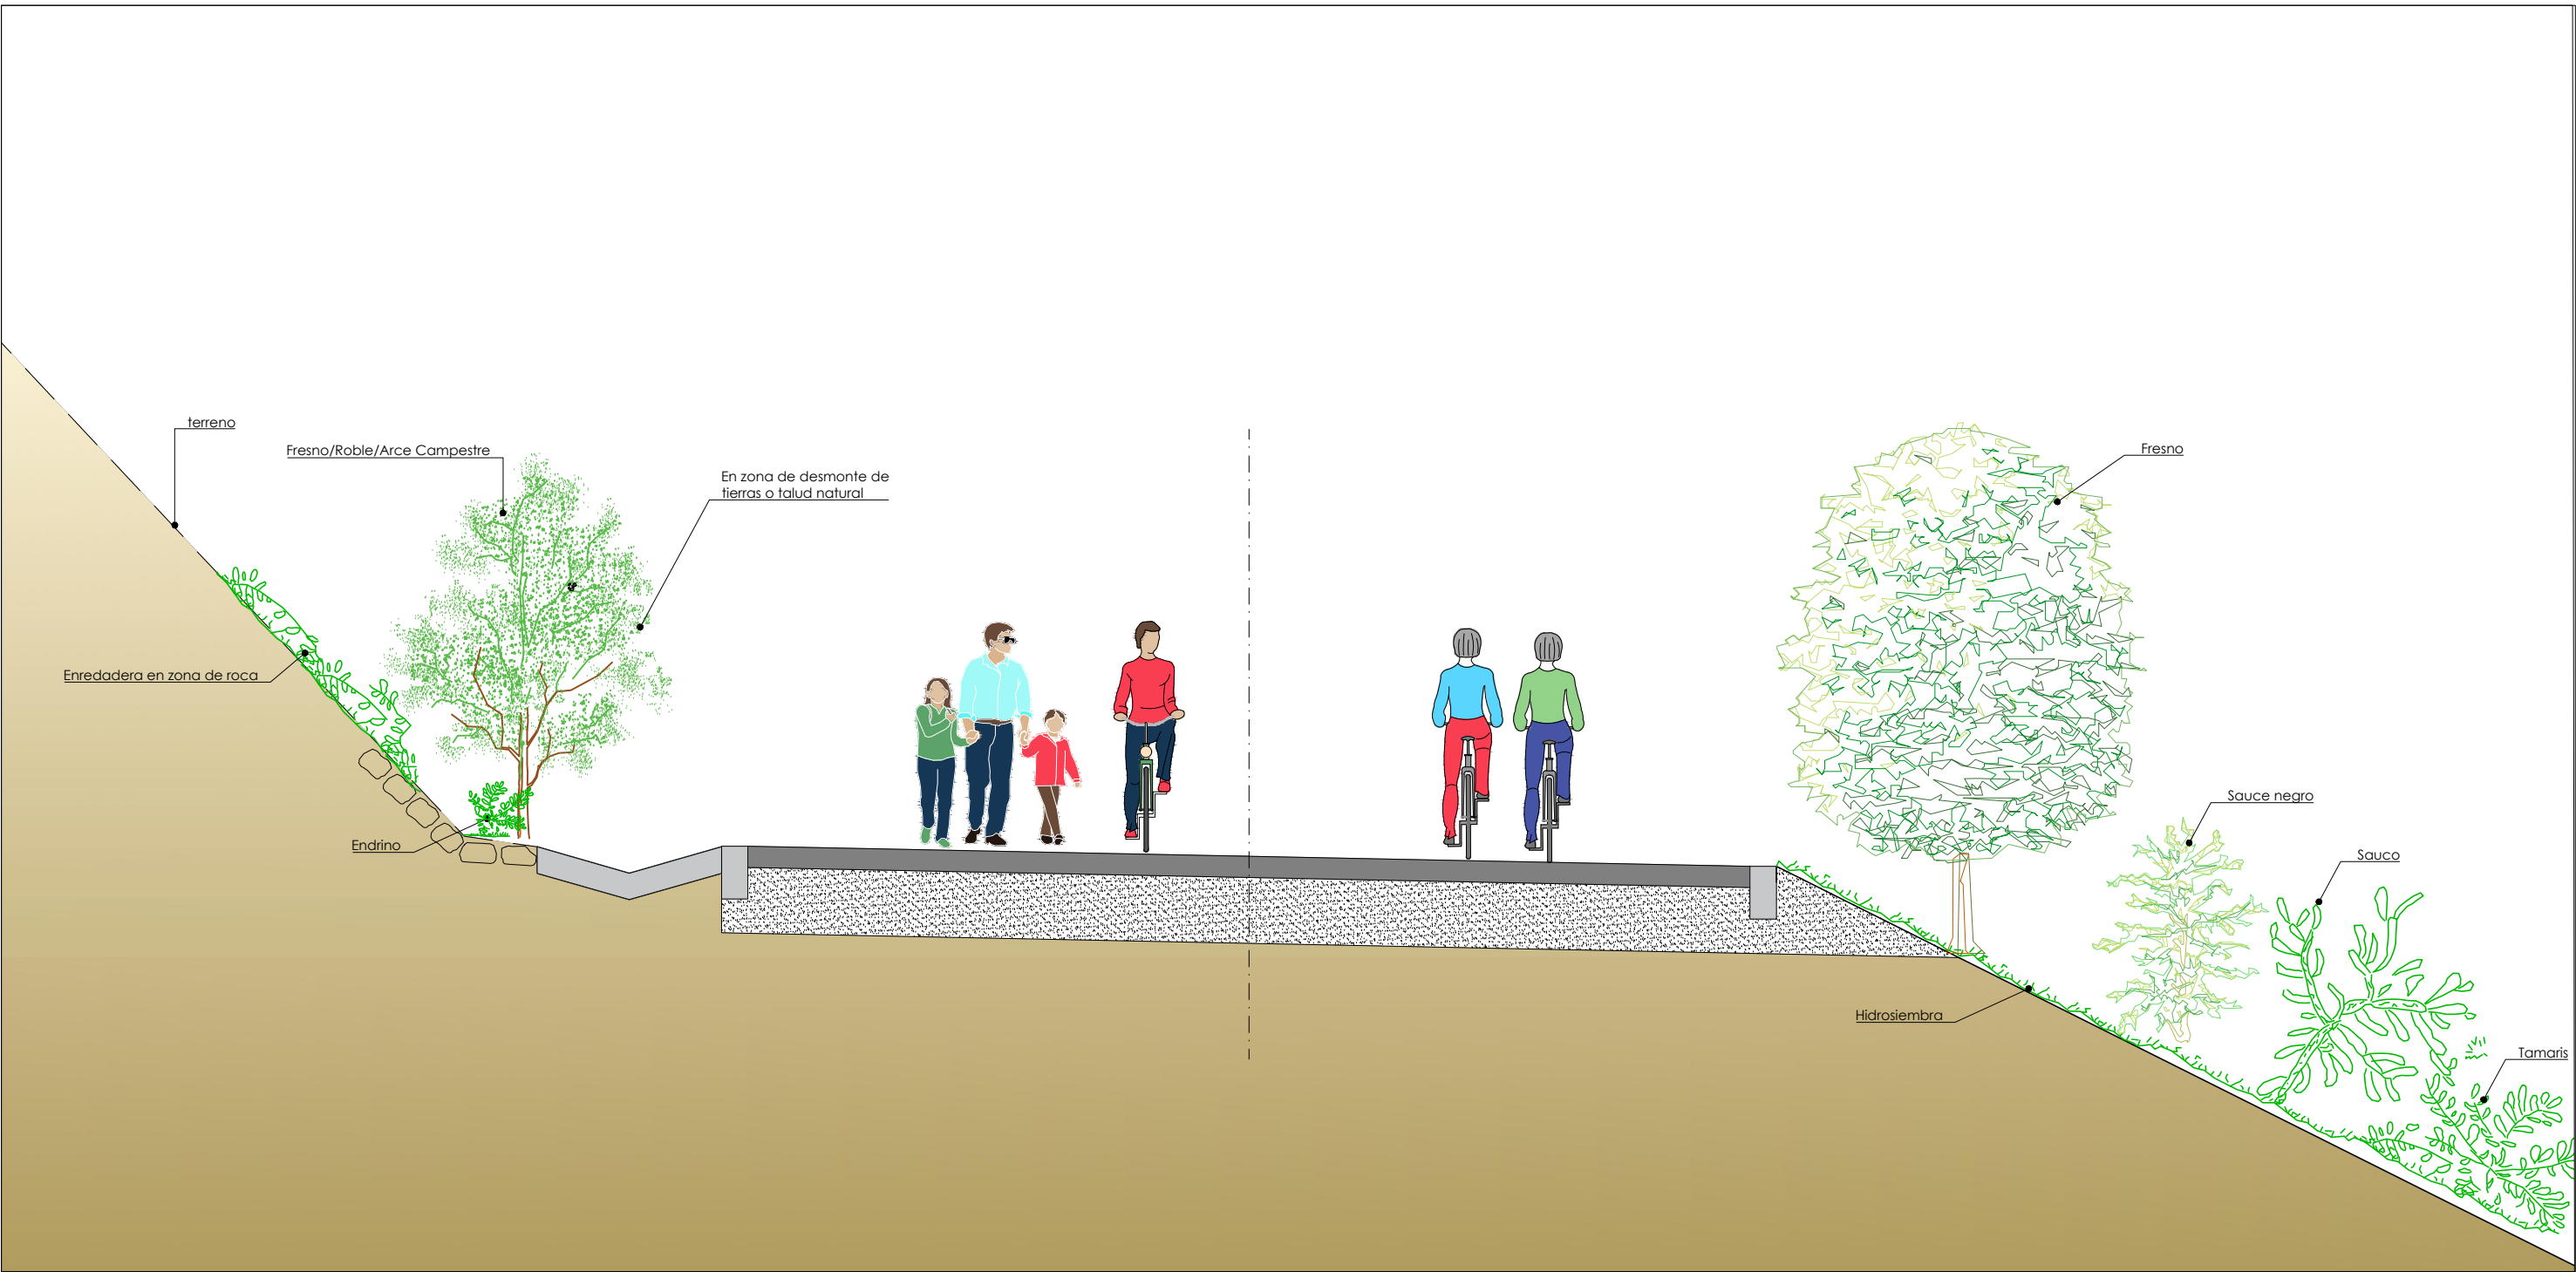 terreno
Fresno/Roble/Arce Campestre
En zona de desmonte de
tierras o talud natural
Fresno
Enredadera en zona de roca
Endrino
Sauce negro
Sauco
Hidrosiembra
Tamaris